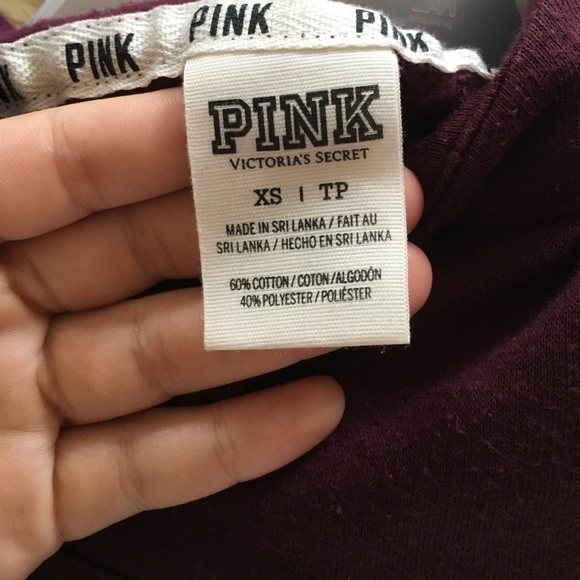 PINK PINK PINK
PINK
VICTORIA'S SECRET
XS | TP
MADE IN SRI LANKA / FAIT AU
SRI LANKA / HECHO EN SRI LANKA
60% COTTON / COTON / ALGODÓN
40% POLYESTER / POLIÉSTER